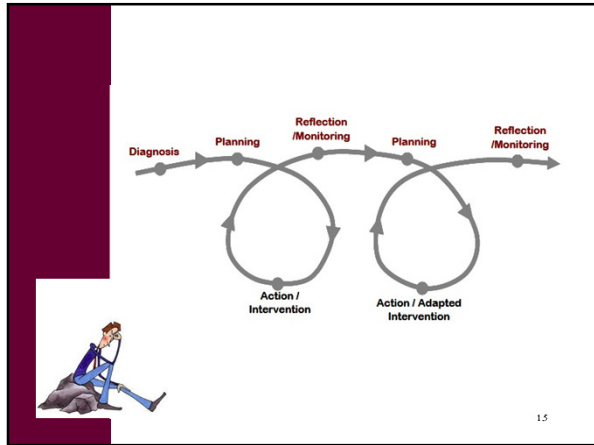 Diagnosis
Planning
Reflection
/Monitoring
Planning
Reflection
/Monitoring
Action /
Intervention
Action / Adapted
Intervention
15